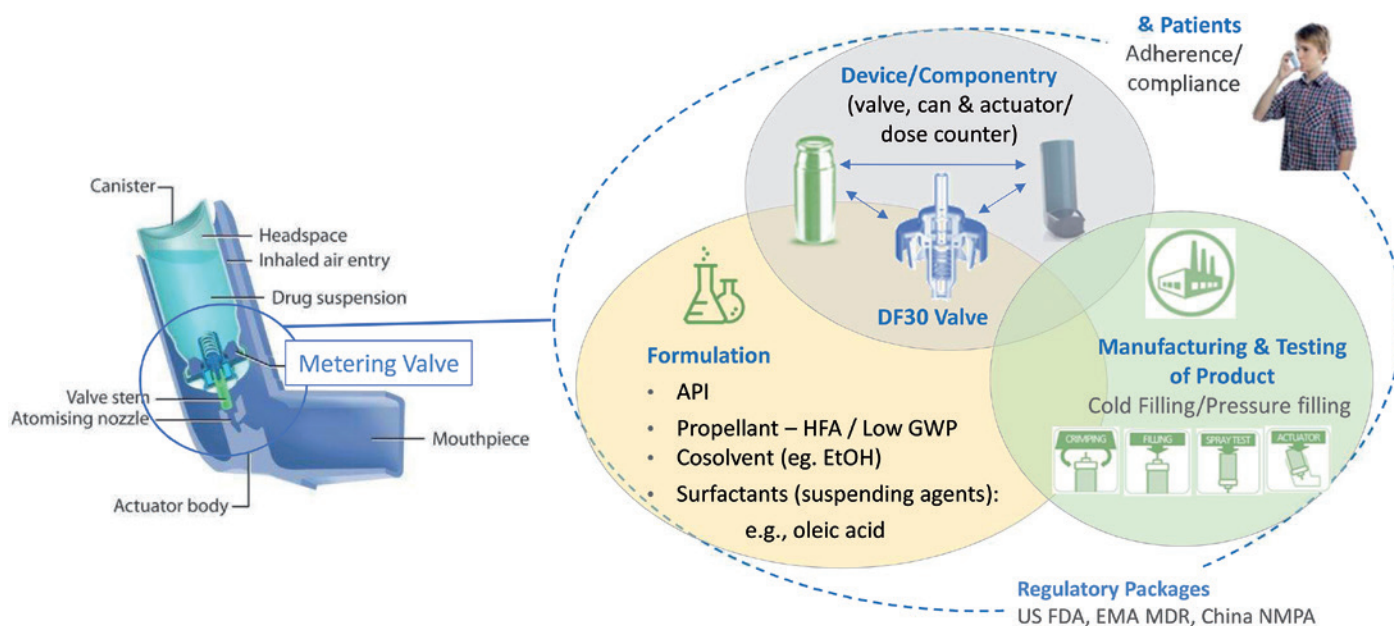 & Patients
Adherence/
compliance
Device/Componentry
(valve, can & actuator/
dose counter)
DF30 Valve
Canister
Headspace
Inhaled air entry
Drug suspension
Metering Valve
Valve stem
Atomising nozzle
Mouthpiece
Actuator body
Formulation
• API
• Propellant – HFA / Low GWP
• Cosolvent (eg. EtOH)
• Surfactants (suspending agents):
e.g., oleic acid
Manufacturing & Testing
of Product
Cold Filling/Pressure filling
CRIMPING
FILLING
SPRAY TEST
ACTUATOR
Regulatory Packages
US FDA, EMA MDR, China NMPA